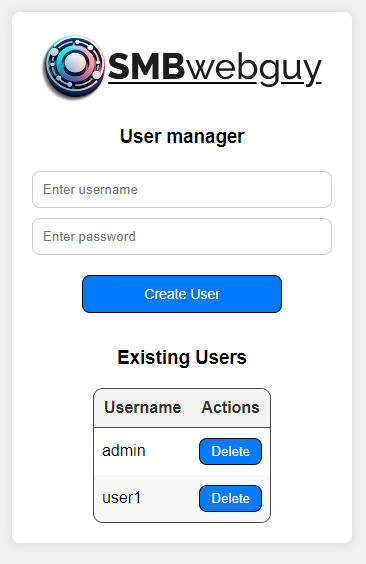 SMBwebguy
User manager
Enter username
Enter password
Create User
Existing Users
Username Actions
admin Delete
user1 Delete